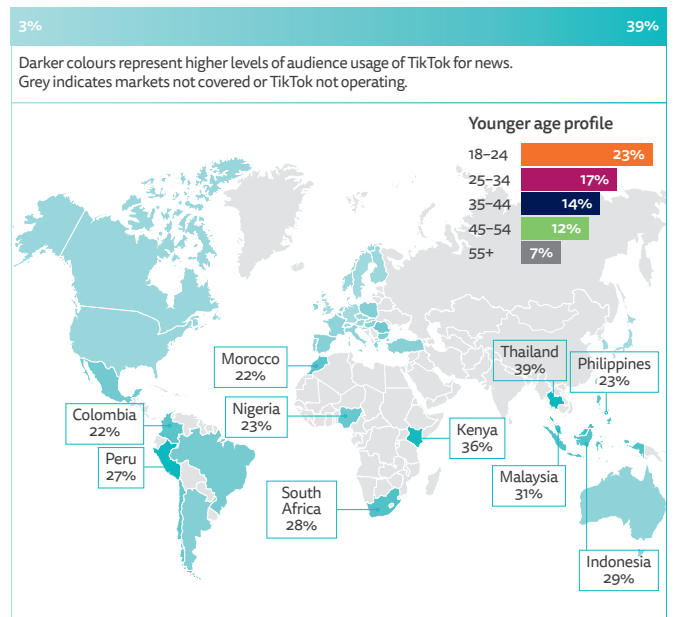 3% 39%
Darker colours represent higher levels of audience usage of TikTok for news.
Grey indicates markets not covered or TikTok not operating.
Younger age profile
18–24 23%
25–34 17%
35–44 14%
45–54 12%
55+ 7%
Morocco
22%
Thailand
39%
Philippines
23%
Colombia
22%
Nigeria
23%
Kenya
36%
Peru
27%
Malaysia
31%
South
Africa
28%
Indonesia
29%